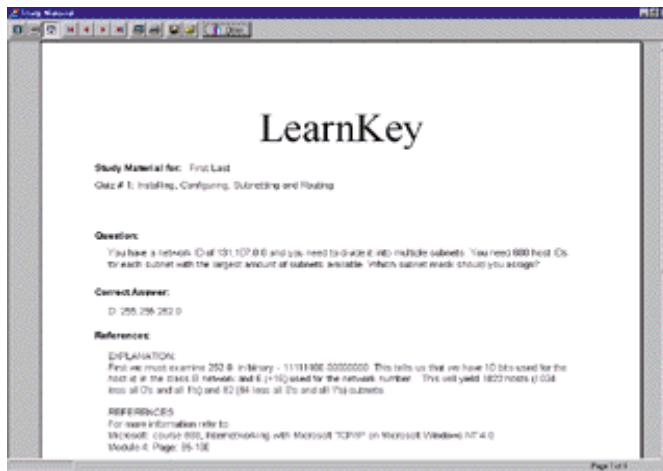 Study Material
Close
LearnKey
Study Material for: First Last
Quiz # 1: Installing, Configuring, Subnetting and Routing
Question:
You have a network ID of 131.107.0.0 and you need to divide it into multiple subnets. You need 600 host IDs
for each subnet with the largest amount of subnets available. Which subnet mask should you assign?
Correct Answer:
D. 255.255.252.0
References:
EXPLANATION:
First we must examine 252.0 in binary - 11111100.00000000 This tells us that we have 10 bits used for the
host id in the class B network and 6 (+16) used for the network number. This will yield 1022 hosts (1024
less all 0's and all 1's) and 62 (64 less all 0's and all 1's) subnets.
REFERENCES
For more information refer to
Microsoft course 688, Internetworking with Microsoft TCP/IP on Microsoft Windows NT 4.0
Module 4: Page:
Page 1 of